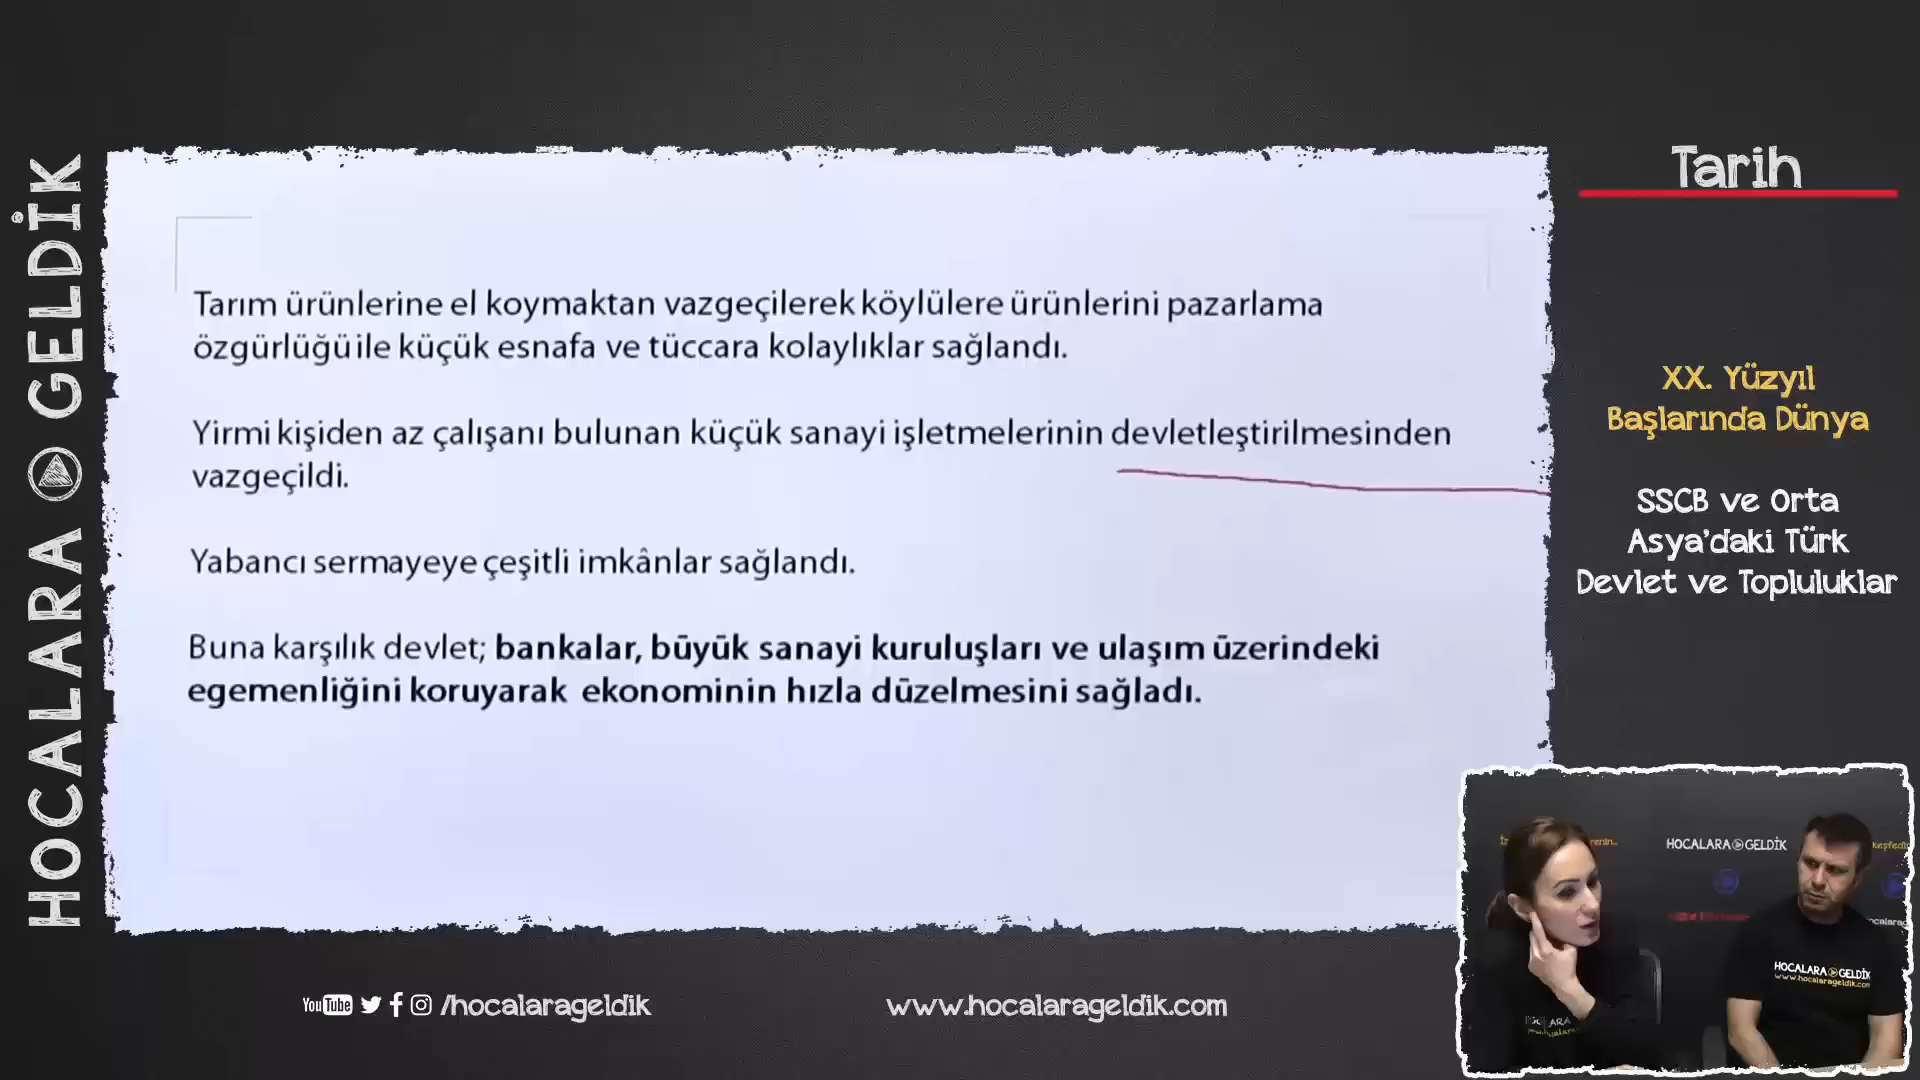 HOCALARA GELDİK
Tarih
Tarım ürünlerine el koymaktan vazgeçilerek köylülere ürünlerini pazarlama
özgürlüğü ile küçük esnafa ve tüccara kolaylıklar sağlandı.
Yirmi kişiden az çalışanı bulunan küçük sanayi işletmelerinin devletleştirilmesinden
vazgeçildi.
Yabancı sermayeye çeşitli imkânlar sağlandı.
Buna karşılık devlet; bankalar, büyük sanayi kuruluşları ve ulaşım üzerindeki
egemenliğini koruyarak ekonominin hızla düzelmesini sağladı.
XX. Yüzyıl
Başlarında Dünya
SSCB ve Orta
Asya'daki Türk
Devlet ve Topluluklar
HOCALARA GELDİK
HOCALARA GELDİK
www.hocalarageldik.com
YouTube /hocalarageldik
www.hocalarageldik.com